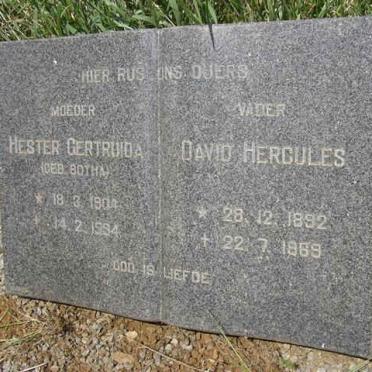 HIER RUS ONS OUERS
MOEDER
HESTER GERTRUIDA
(GEB. BOTHA)
* 18. 3. 1904
+ 14. 2. 1994
VADER
DAVID HERCULES
* 28. 12. 1892
+ 22. 7. 1969
GOD IS LIEFDE